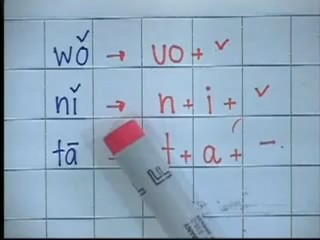 wǒ → uo + ˇ
nǐ → n + i + ˇ
tā → t + a + ˉ
F